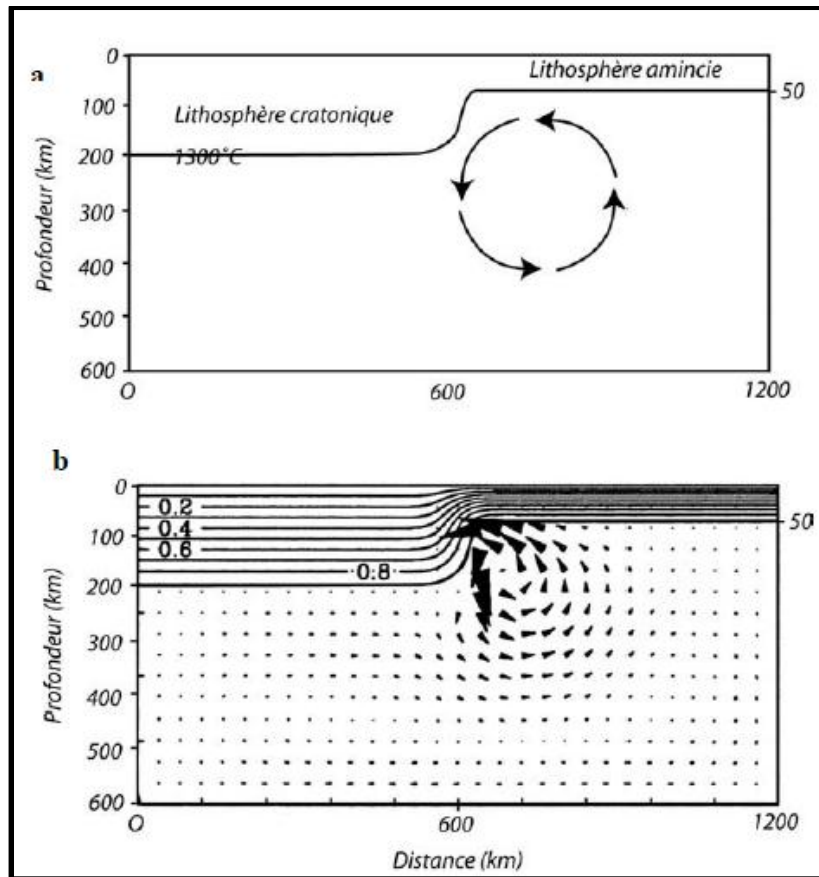 a
0
100
200
300
400
500
600
Profondeur (km)
Lithosphère cratonique
1300°C
Lithosphère amincie
50
O
600
1200
b
0
100
200
300
400
500
600
Profondeur (km)
0.2
0.4
0.6
0.8
50
O
600
1200
Distance (km)